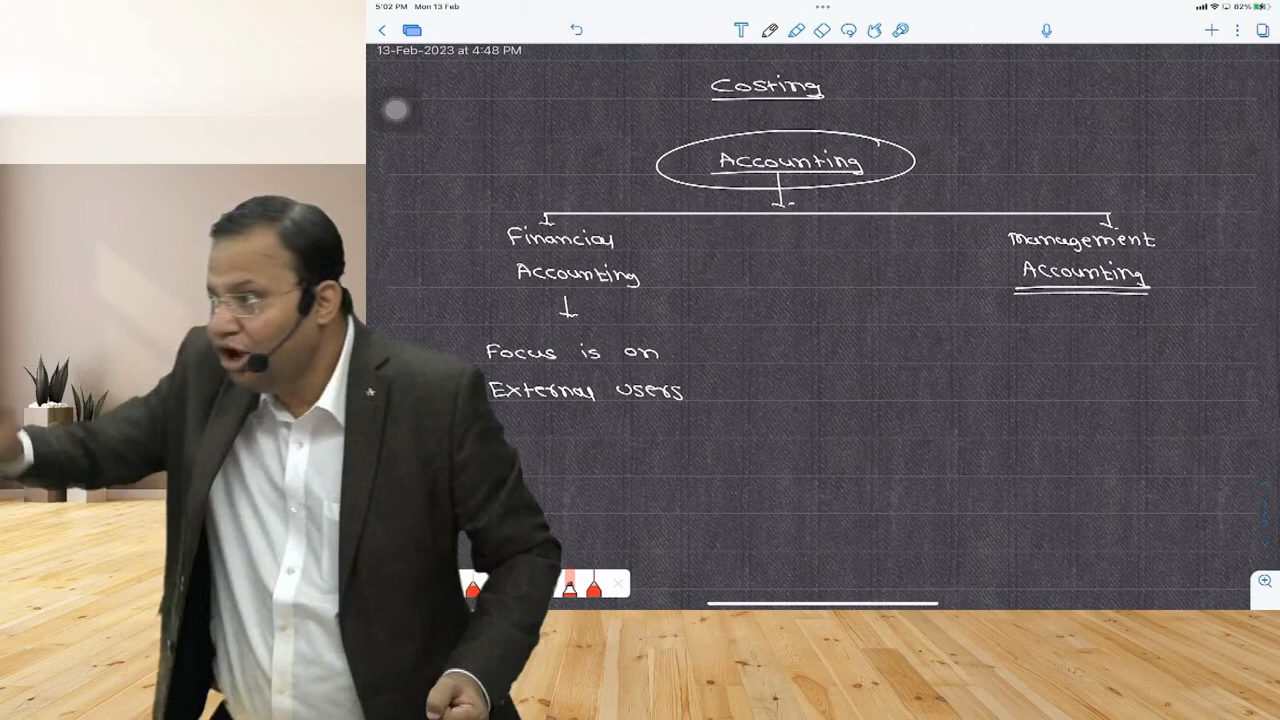 5:02 PM Mon 13 Feb
82%
13-Feb-2023 at 4:48 PM
Costing
Accounting
Financial
Accounting
Management
Accounting
Focus is on
External users